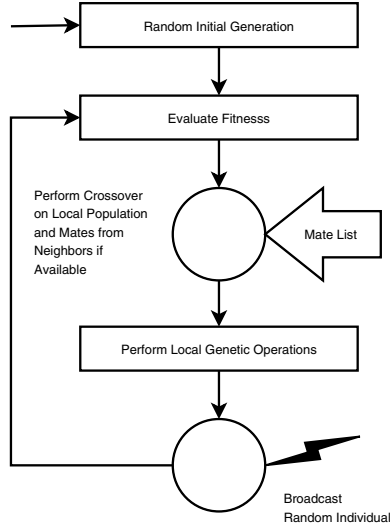 Random Initial Generation
Evaluate Fitnesss
Perform Crossover
on Local Population
and Mates from
Neighbors if
Available
Mate List
Perform Local Genetic Operations
Broadcast
Random Individual